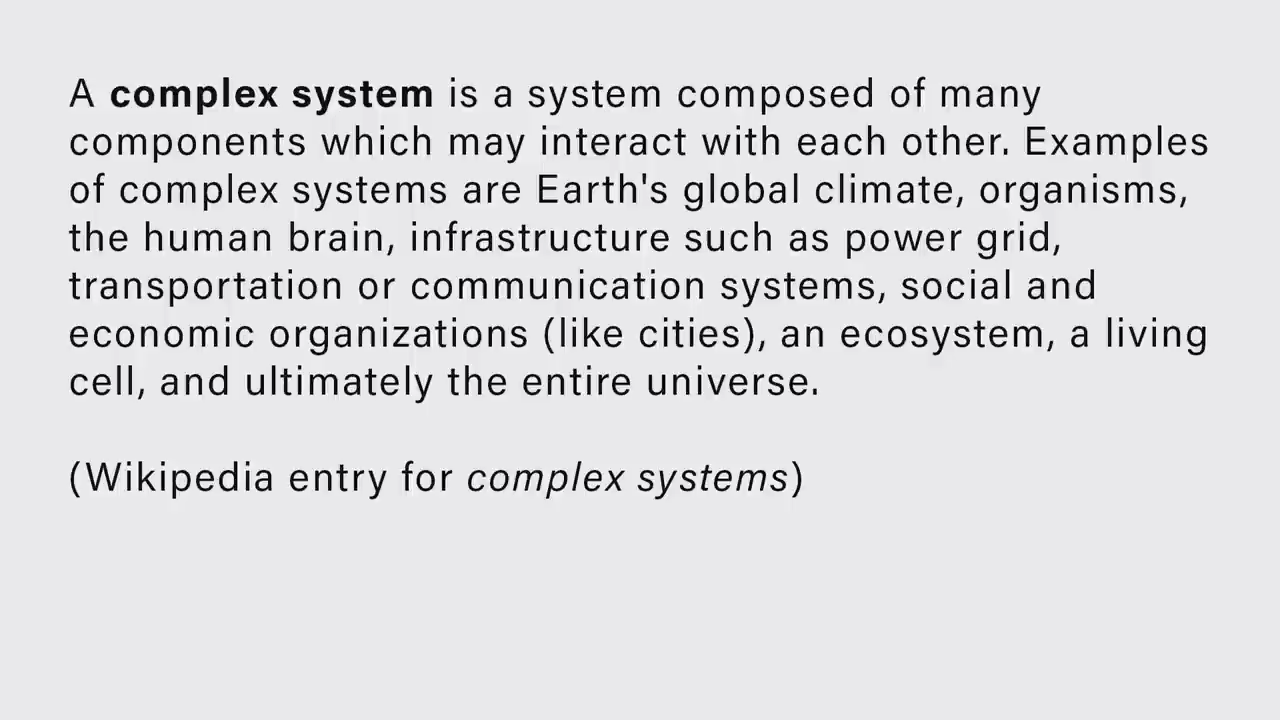 A complex system is a system composed of many
components which may interact with each other. Examples
of complex systems are Earth's global climate, organisms,
the human brain, infrastructure such as power grid,
transportation or communication systems, social and
economic organizations (like cities), an ecosystem, a living
cell, and ultimately the entire universe.
(Wikipedia entry for complex systems)